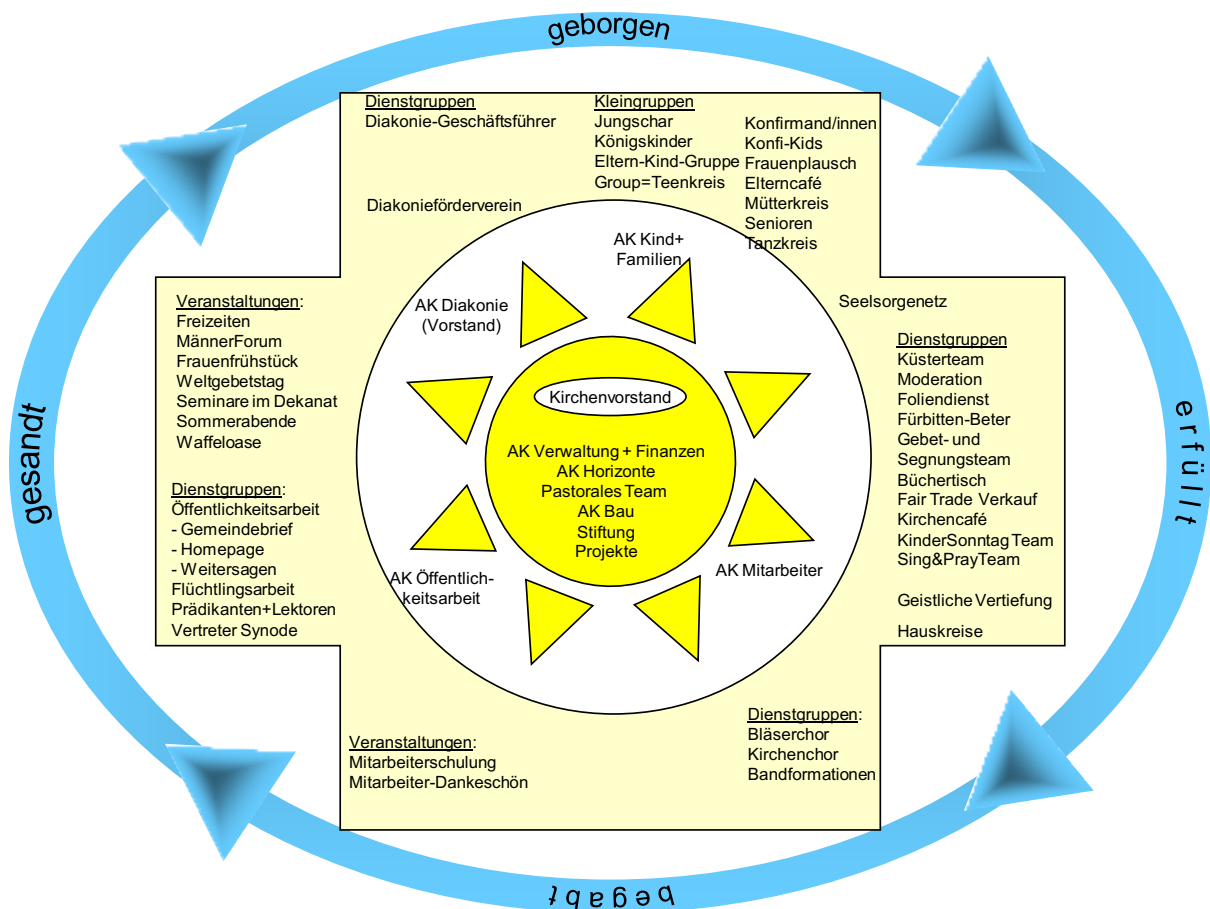 geborgen
Dienstgruppen
Diakonie-Geschäftsführer
Diakonieförderverein
Kleingruppen
Jungschar
Königskinder
Eltern-Kind-Gruppe
Group=Teenkreis
Konfirmand/innen
Konfi-Kids
Frauenplausch
Elterncafé
Mütterkreis
Senioren
Tanzkreis
AK Kind+
Familien
AK Diakonie
(Vorstand)
Seelsorgenetz
Veranstaltungen:
Freizeiten
MännerForum
Frauenfrühstück
Weltgebetstag
Seminare im Dekanat
Sommerabende
Waffeloase
Dienstgruppen:
Öffentlichkeitsarbeit
- Gemeindebrief
- Homepage
- Weitersagen
Flüchtlingsarbeit
Prädikanten+Lektoren
Vertreter Synode
gesandt
Kirchenvorstand
AK Verwaltung + Finanzen
AK Horizonte
Pastorales Team
AK Bau
Stiftung
Projekte
AK Öffentlich-
keitsarbeit
AK Mitarbeiter
Dienstgruppen
Küsterteam
Moderation
Foliendienst
Fürbitten-Beter
Gebet- und
Segnungsteam
Büchertisch
Fair Trade Verkauf
Kirchencafé
KinderSonntag Team
Sing&PrayTeam
Geistliche Vertiefung
Hauskreise
erfüllt
Veranstaltungen:
Mitarbeiterschulung
Mitarbeiter-Dankeschön
Dienstgruppen:
Bläserchor
Kirchenchor
Bandformationen
begabt